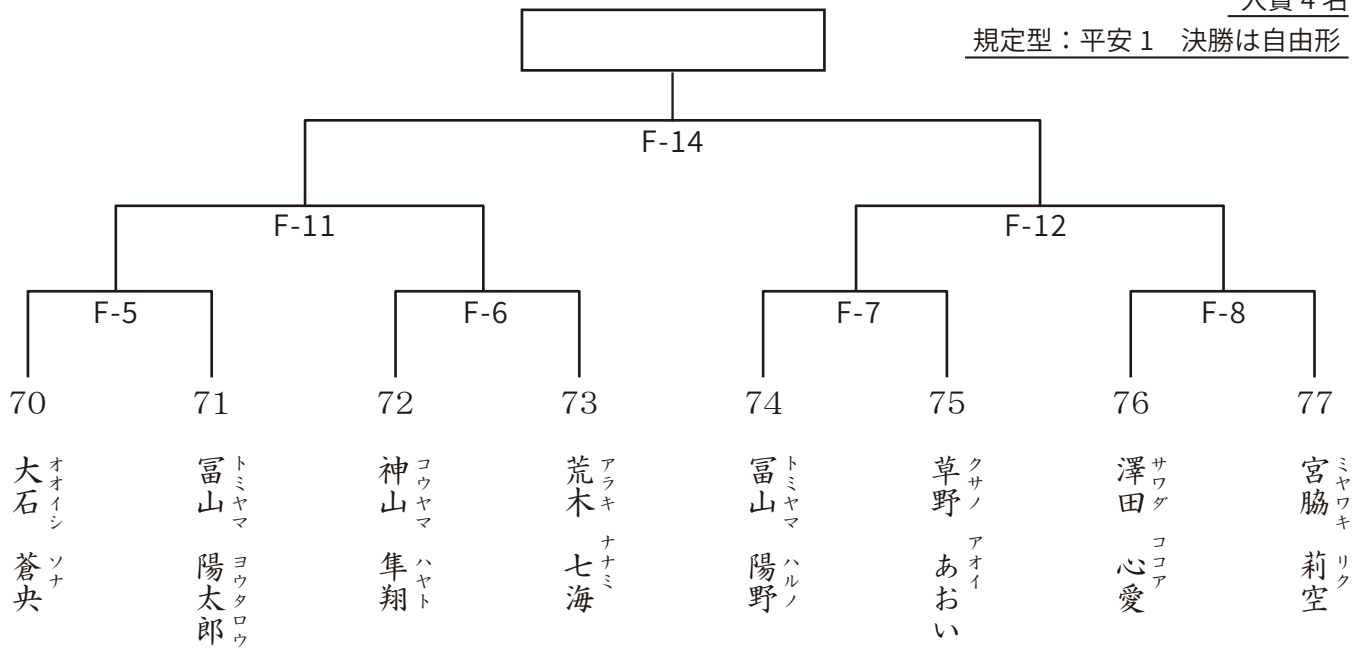 入賞 4 名
規定型：平安 1　決勝は自由形
F-14
F-11
F-12
F-5
F-6
F-7
F-8
70
71
72
73
74
75
76
77
大石 蒼央
オオイシ ソナ
冨山 陽太郎
トミヤマ ヨウタロウ
神山 隼翔
コウヤマ ハヤト
荒木 七海
アラキ ナナミ
冨山 陽野
トミヤマ ハルノ
草野 あおい
クサノ アオイ
澤田 心愛
サワダ ココア
宮脇 莉空
ミヤワキ リク